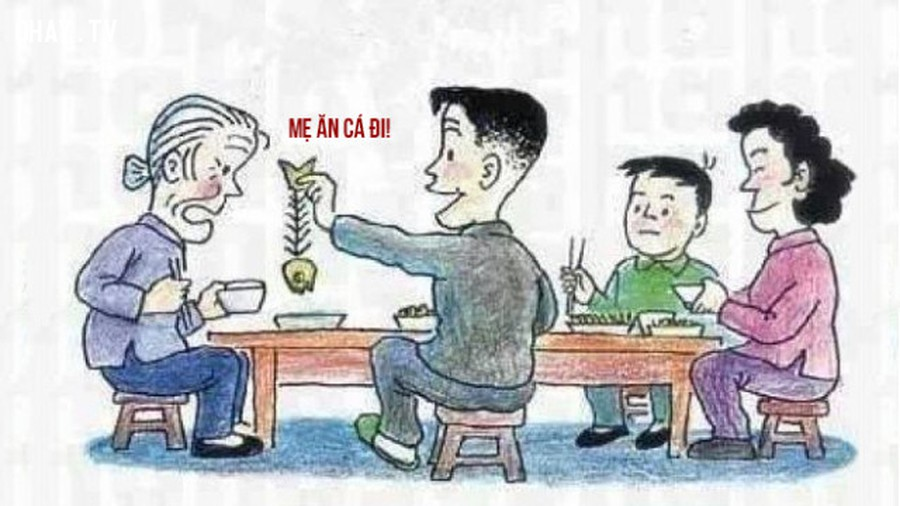 MẸ ĂN CÁ ĐI!